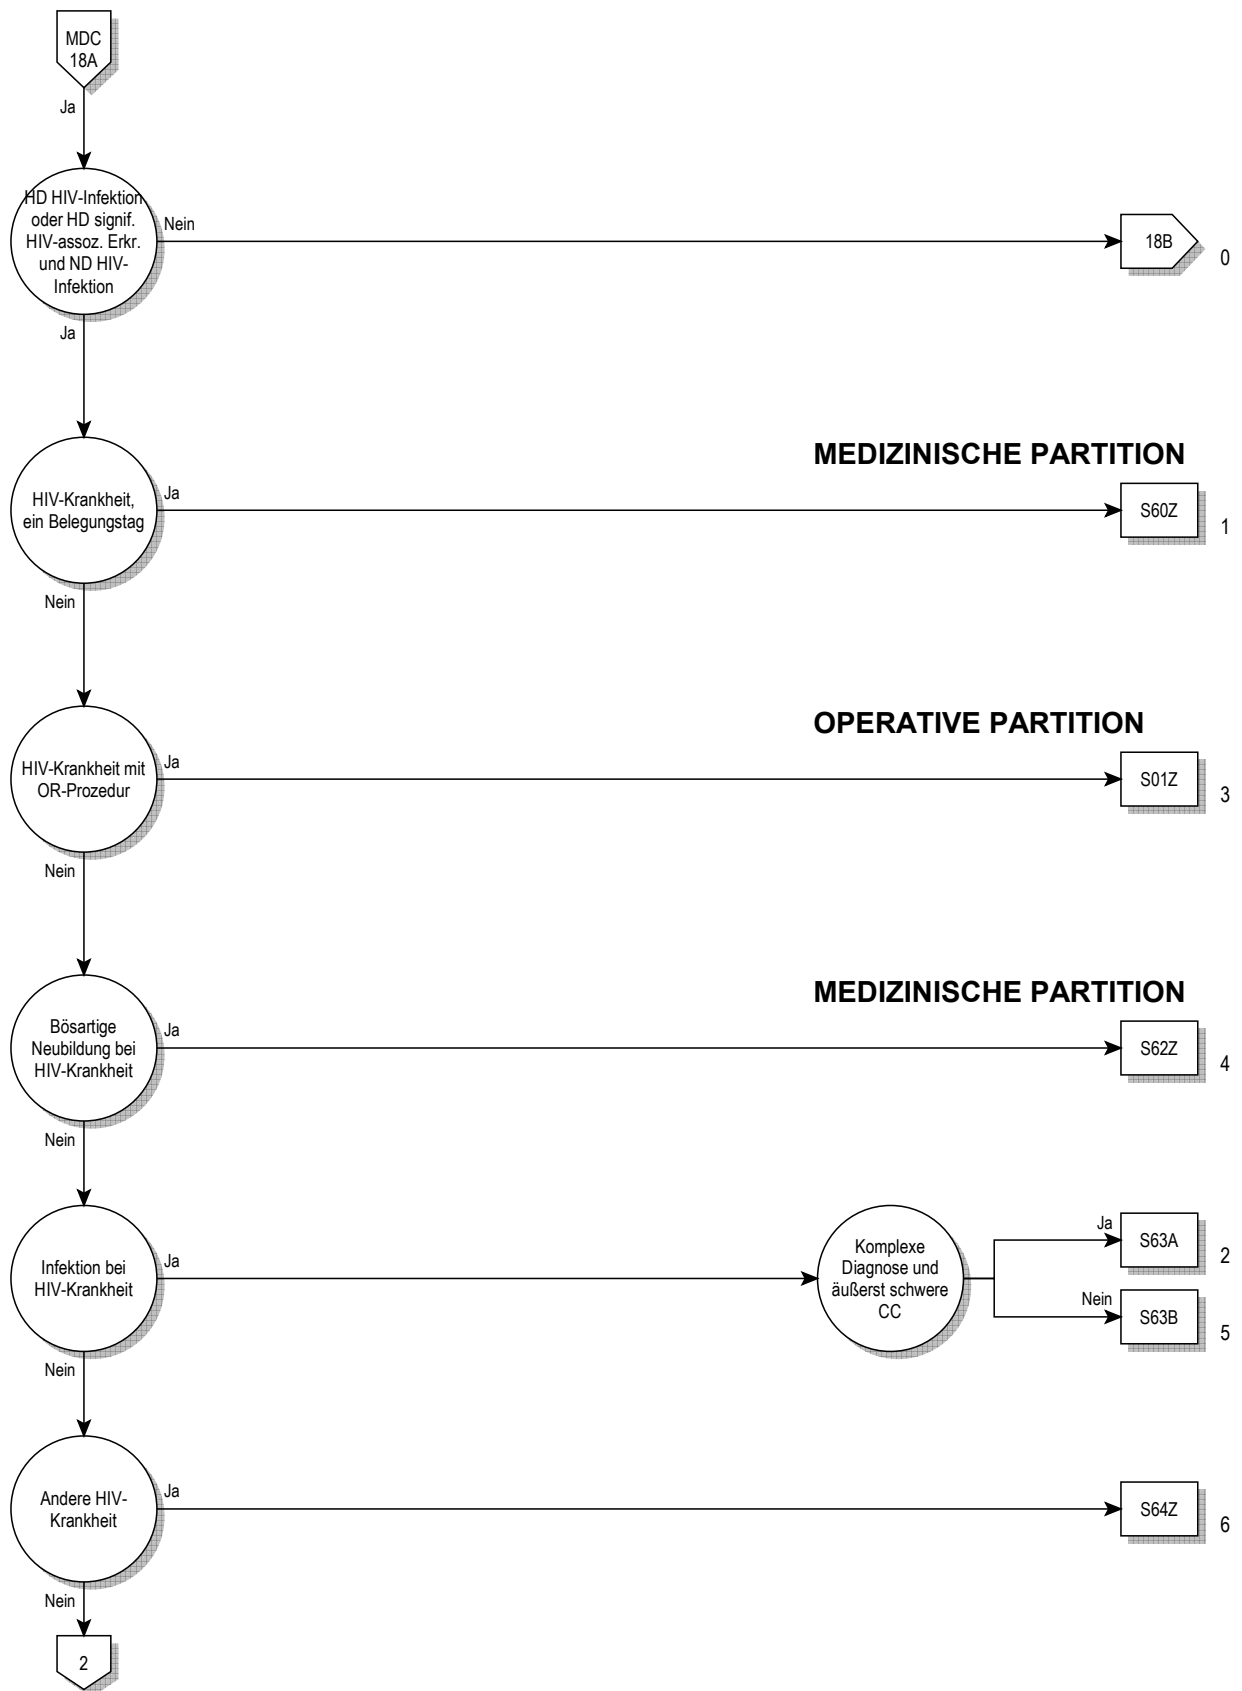 MDC
18A
Ja
HD HIV-Infektion
oder HD signif.
HIV-assoz. Erkr.
und ND HIV-
Infektion
Nein
18B
0
Ja
MEDIZINISCHE PARTITION
HIV-Krankheit,
ein Belegungstag
Ja
S60Z
1
Nein
OPERATIVE PARTITION
HIV-Krankheit mit
OR-Prozedur
Ja
S01Z
3
Nein
MEDIZINISCHE PARTITION
Bösartige
Neubildung bei
HIV-Krankheit
Ja
S62Z
4
Nein
Infektion bei
HIV-Krankheit
Ja
Komplexe
Diagnose und
äußerst schwere
CC
Ja
S63A
2
Nein
S63B
5
Nein
Andere HIV-
Krankheit
Ja
S64Z
6
Nein
2